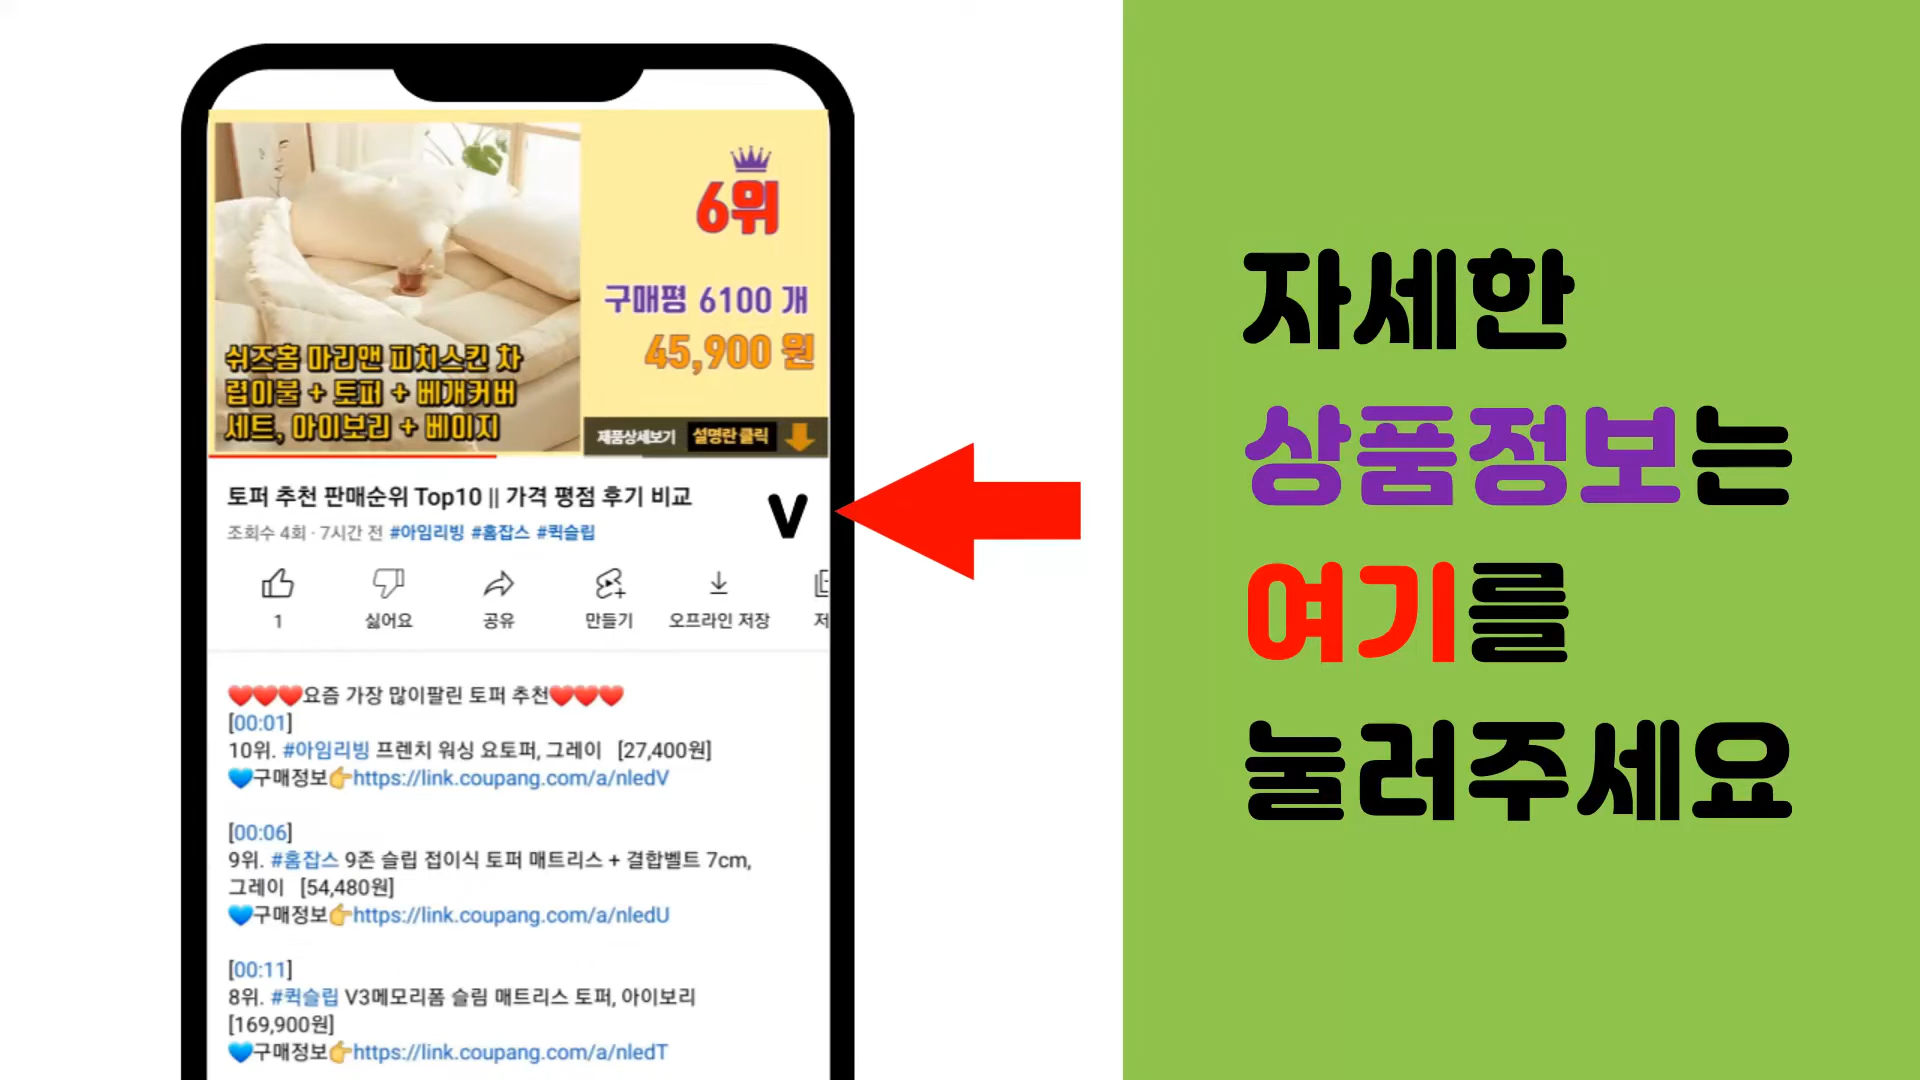 6위
구매평 6100 개
45,900 원
쉬즈홈 마리앤 피치스킨 차
렵이불 + 토퍼 + 베개커버
세트, 아이보리 + 베이지
제품상세보기 설명란 클릭
토퍼 추천 판매순위 Top10 || 가격 평점 후기 비교
V
조회수 4회 · 7시간 전 #아임리빙 #홈잡스 #퀵슬립
1
싫어요
공유
만들기
오프라인 저장
저
❤️❤️❤️요즘 가장 많이팔린 토퍼 추천❤️❤️❤️
[00:01]
10위. #아임리빙 프렌치 워싱 요토퍼, 그레이 [27,400원]
💙구매정보👉https://link.coupang.com/a/nledV
[00:06]
9위. #홈잡스 9존 슬립 접이식 토퍼 매트리스 + 결합벨트 7cm,
그레이 [54,480원]
💙구매정보👉https://link.coupang.com/a/nledU
[00:11]
8위. #퀵슬립 V3메모리폼 슬림 매트리스 토퍼, 아이보리
[169,900원]
💙구매정보👉https://link.coupang.com/a/nledT
자세한
상품정보는
여기를
눌러주세요